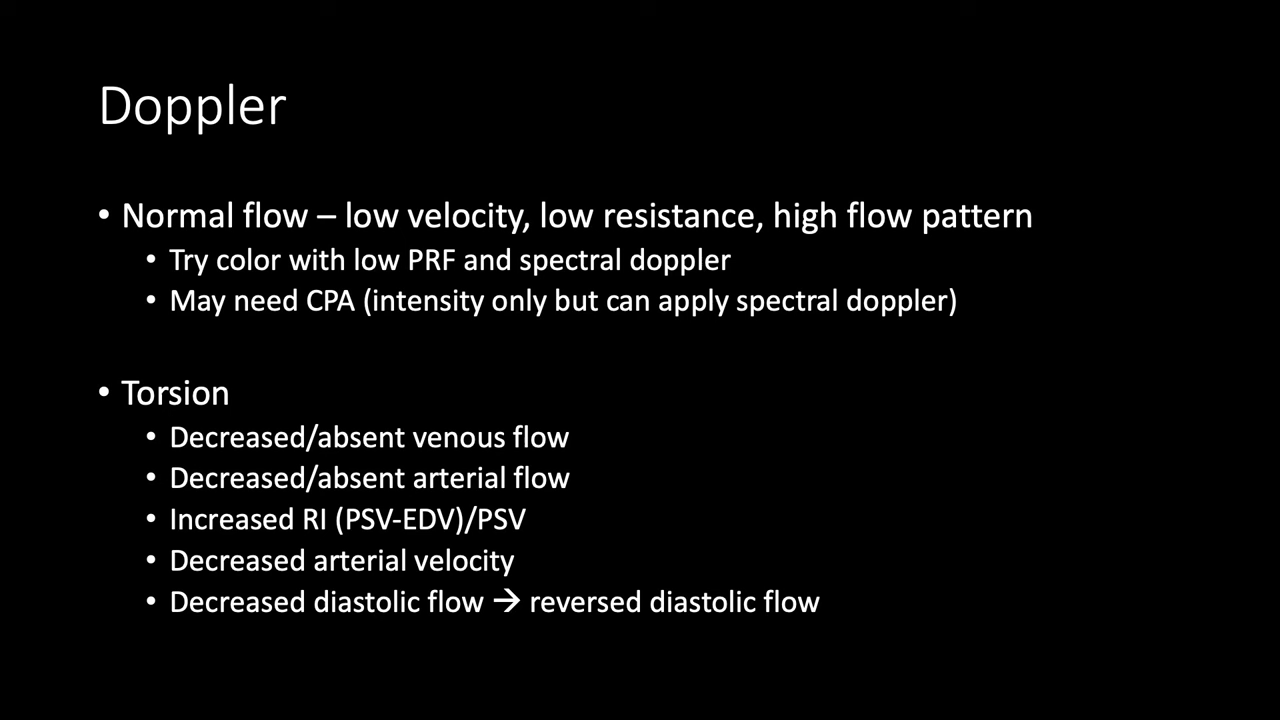 Doppler
• Normal flow – low velocity, low resistance, high flow pattern
• Try color with low PRF and spectral doppler
• May need CPA (intensity only but can apply spectral doppler)
• Torsion
• Decreased/absent venous flow
• Decreased/absent arterial flow
• Increased RI (PSV-EDV)/PSV
• Decreased arterial velocity
• Decreased diastolic flow → reversed diastolic flow